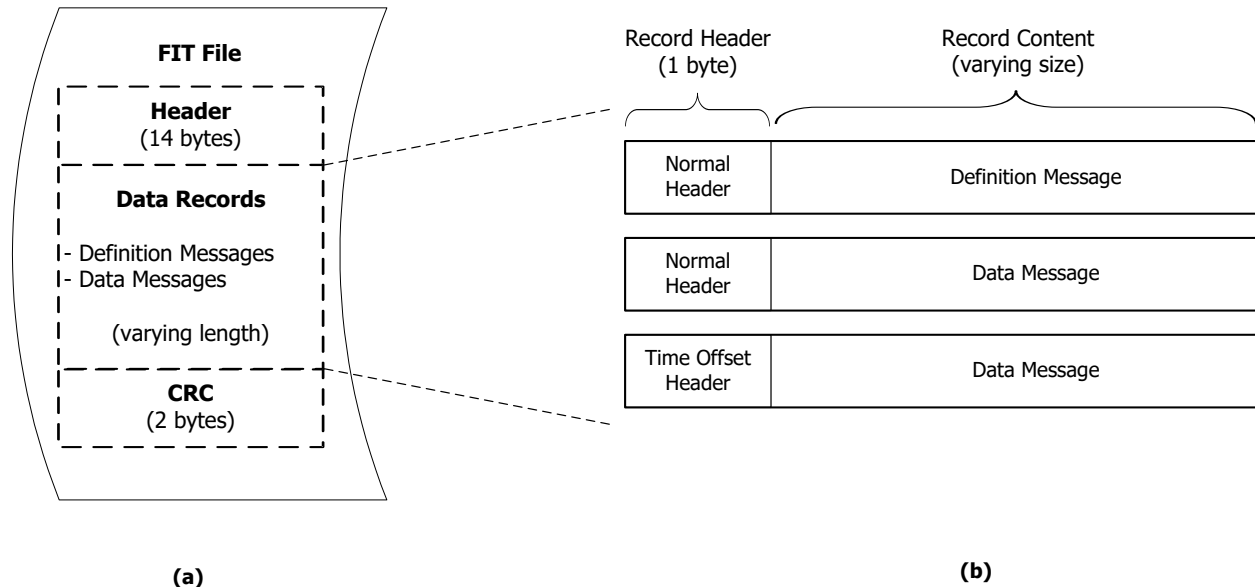 FIT File
Header
(14 bytes)
Data Records
- Definition Messages
- Data Messages
(varying length)
CRC
(2 bytes)
(a)
Record Header
(1 byte)
Record Content
(varying size)
Normal
Header
Definition Message
Normal
Header
Data Message
Time Offset
Header
Data Message
(b)